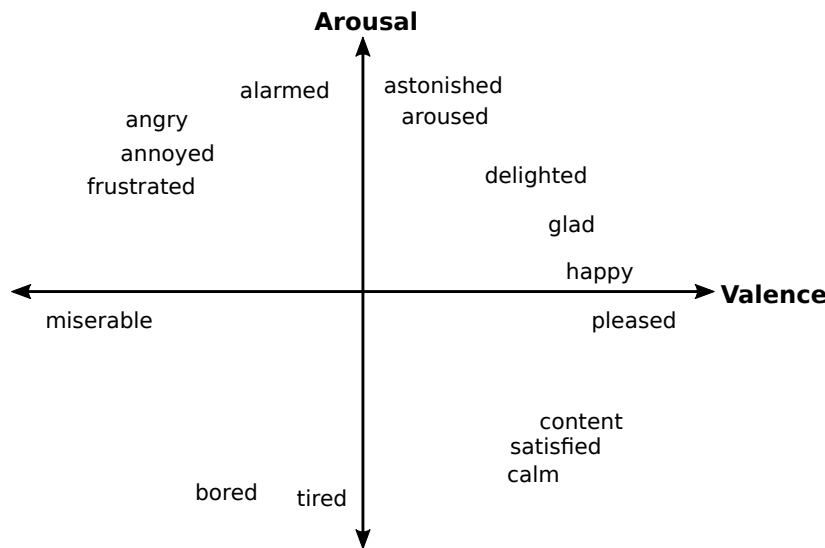 Arousal
alarmed
astonished
aroused
angry
annoyed
frustrated
delighted
glad
happy
Valence
miserable
pleased
content
satisfied
calm
bored
tired